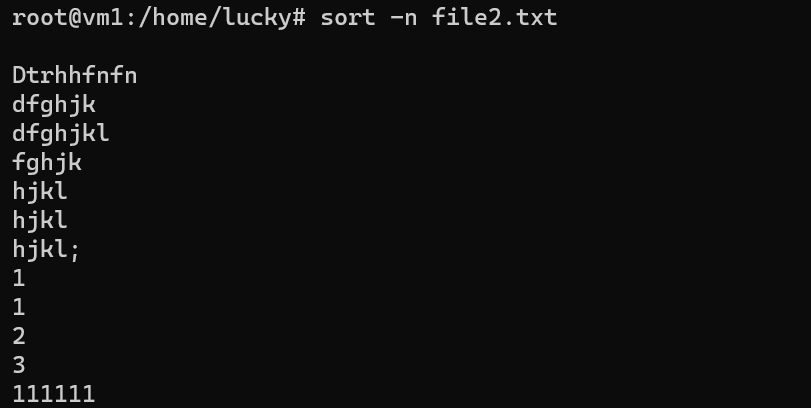 root@vm1:/home/lucky# sort -n file2.txt

Dtrhhfnfn
dfghjk
dfghjkl
fghjk
hjkl
hjkl
hjkl;
1
1
2
3
111111